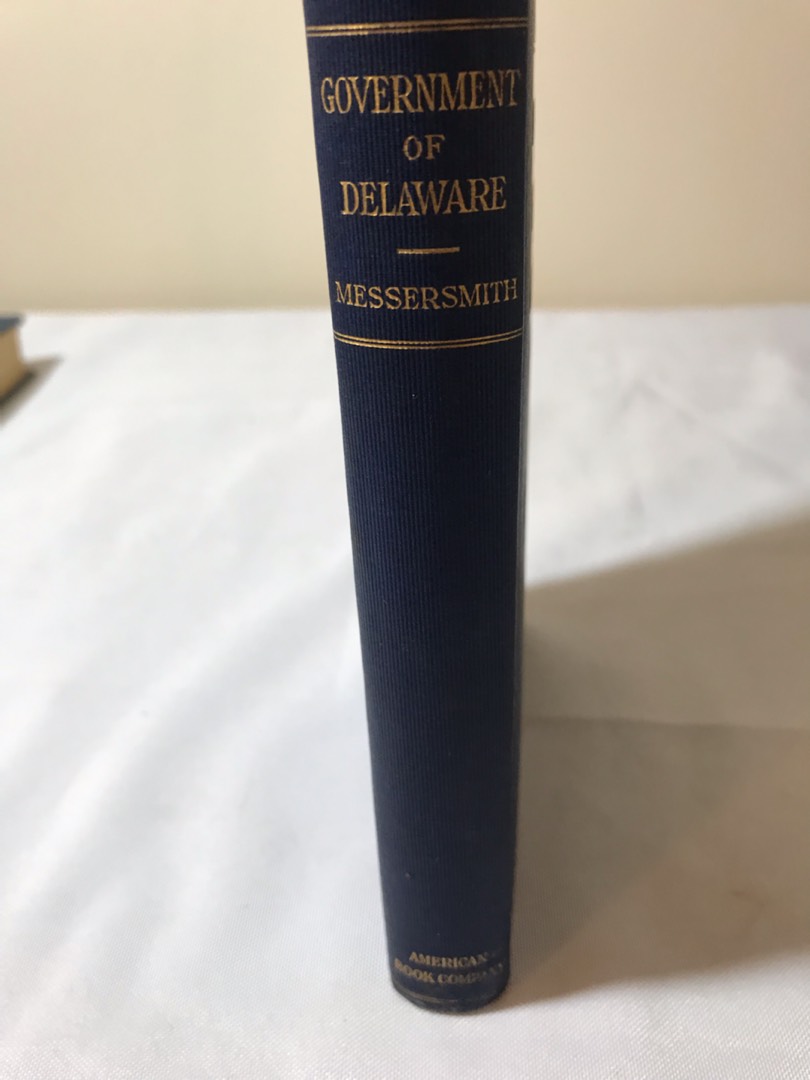 GOVERNMENT
OF
DELAWARE
MESSERSMITH
AMERICAN
BOOK COMPANY